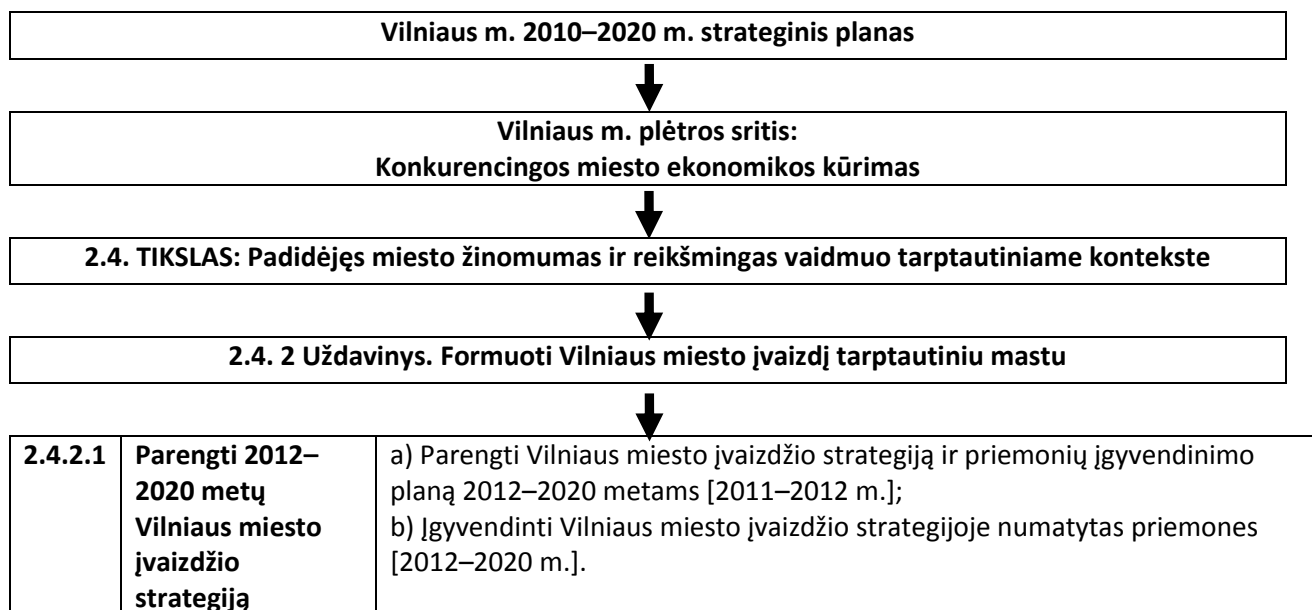 Vilniaus m. 2010–2020 m. strateginis planas
Vilniaus m. plėtros sritis:
Konkurencingos miesto ekonomikos kūrimas
2.4. TIKSLAS: Padidėjęs miesto žinomumas ir reikšmingas vaidmuo tarptautiniame kontekste
2.4. 2 Uždavinys. Formuoti Vilniaus miesto įvaizdį tarptautiniu mastu
2.4.2.1
Parengti 2012–
2020 metų
Vilniaus miesto
įvaizdžio
strategiją
a) Parengti Vilniaus miesto įvaizdžio strategiją ir priemonių įgyvendinimo
planą 2012–2020 metams [2011–2012 m.];
b) Įgyvendinti Vilniaus miesto įvaizdžio strategijoje numatytas priemones
[2012–2020 m.].